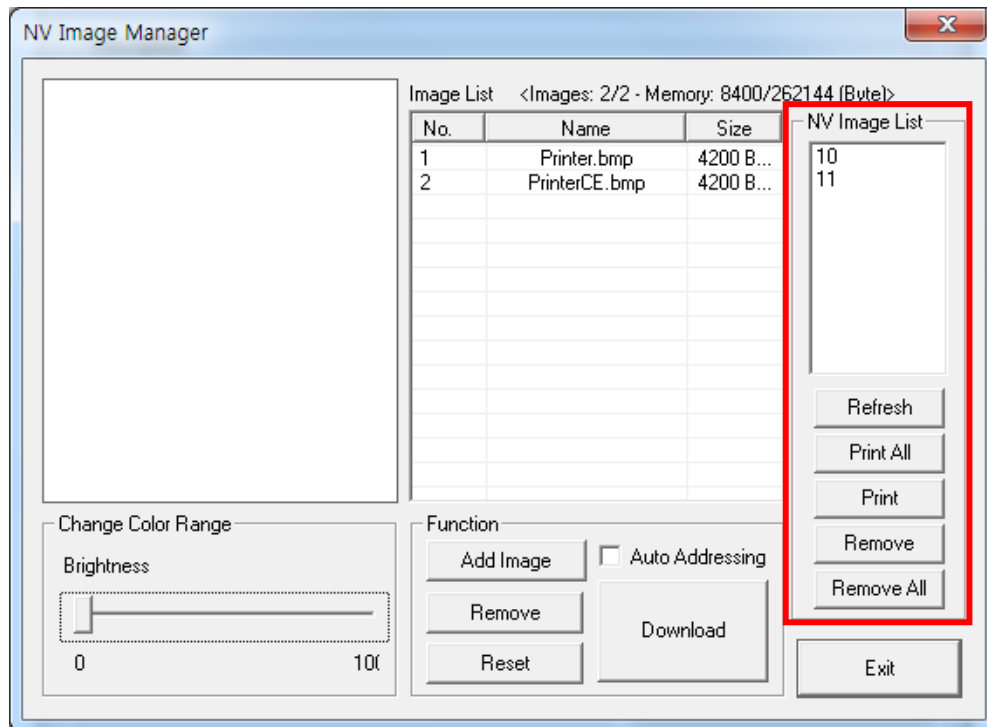 NV Image Manager
Image List <Images: 2/2 - Memory: 8400/262144 (Byte)>
No. Name Size
1 Printer.bmp 4200 B...
2 PrinterCE.bmp 4200 B...
NV Image List
10
11
Refresh
Print All
Print
Remove
Remove All
Change Color Range
Brightness
0 10(
Function
Add Image
Auto Addressing
Remove
Download
Reset
Exit